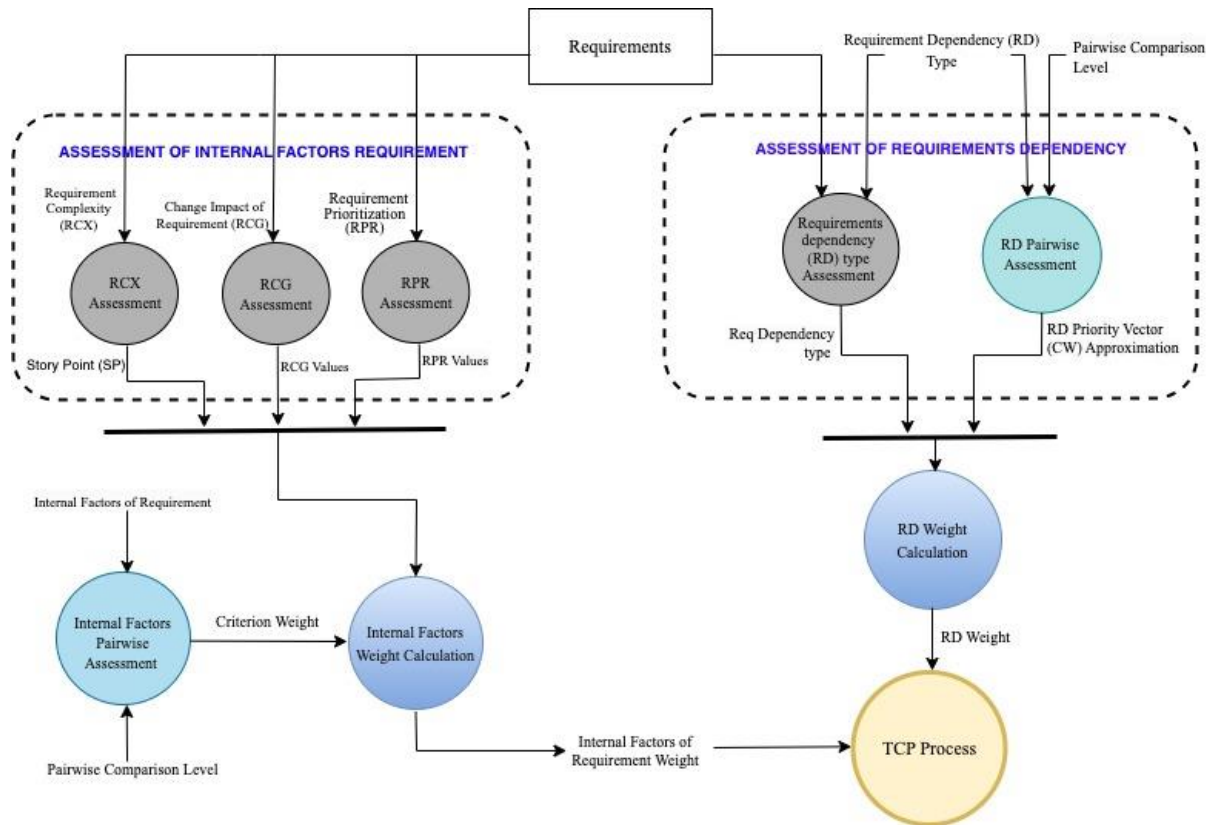 Requirements
Requirement Dependency (RD)
Type
Pairwise Comparison
Level
ASSESSMENT OF INTERNAL FACTORS REQUIREMENT
ASSESSMENT OF REQUIREMENTS DEPENDENCY
Requirement
Complexity
(RCX)
Change Impact of
Requirement (RCG)
Requirement
Prioritization
(RPR)
RCX
Assessment
RCG
Assessment
RPR
Assessment
Requirements
dependency
(RD) type
Assessment
RD Pairwise
Assessment
Story Point (SP)
RCG Values
RPR Values
Req Dependency
type
RD Priority Vector
(CW) Approximation
Internal Factors of Requirement
Internal Factors
Pairwise
Assessment
Criterion Weight
Internal Factors
Weight Calculation
RD Weight
Calculation
RD Weight
Pairwise Comparison Level
Internal Factors of
Requirement Weight
TCP Process